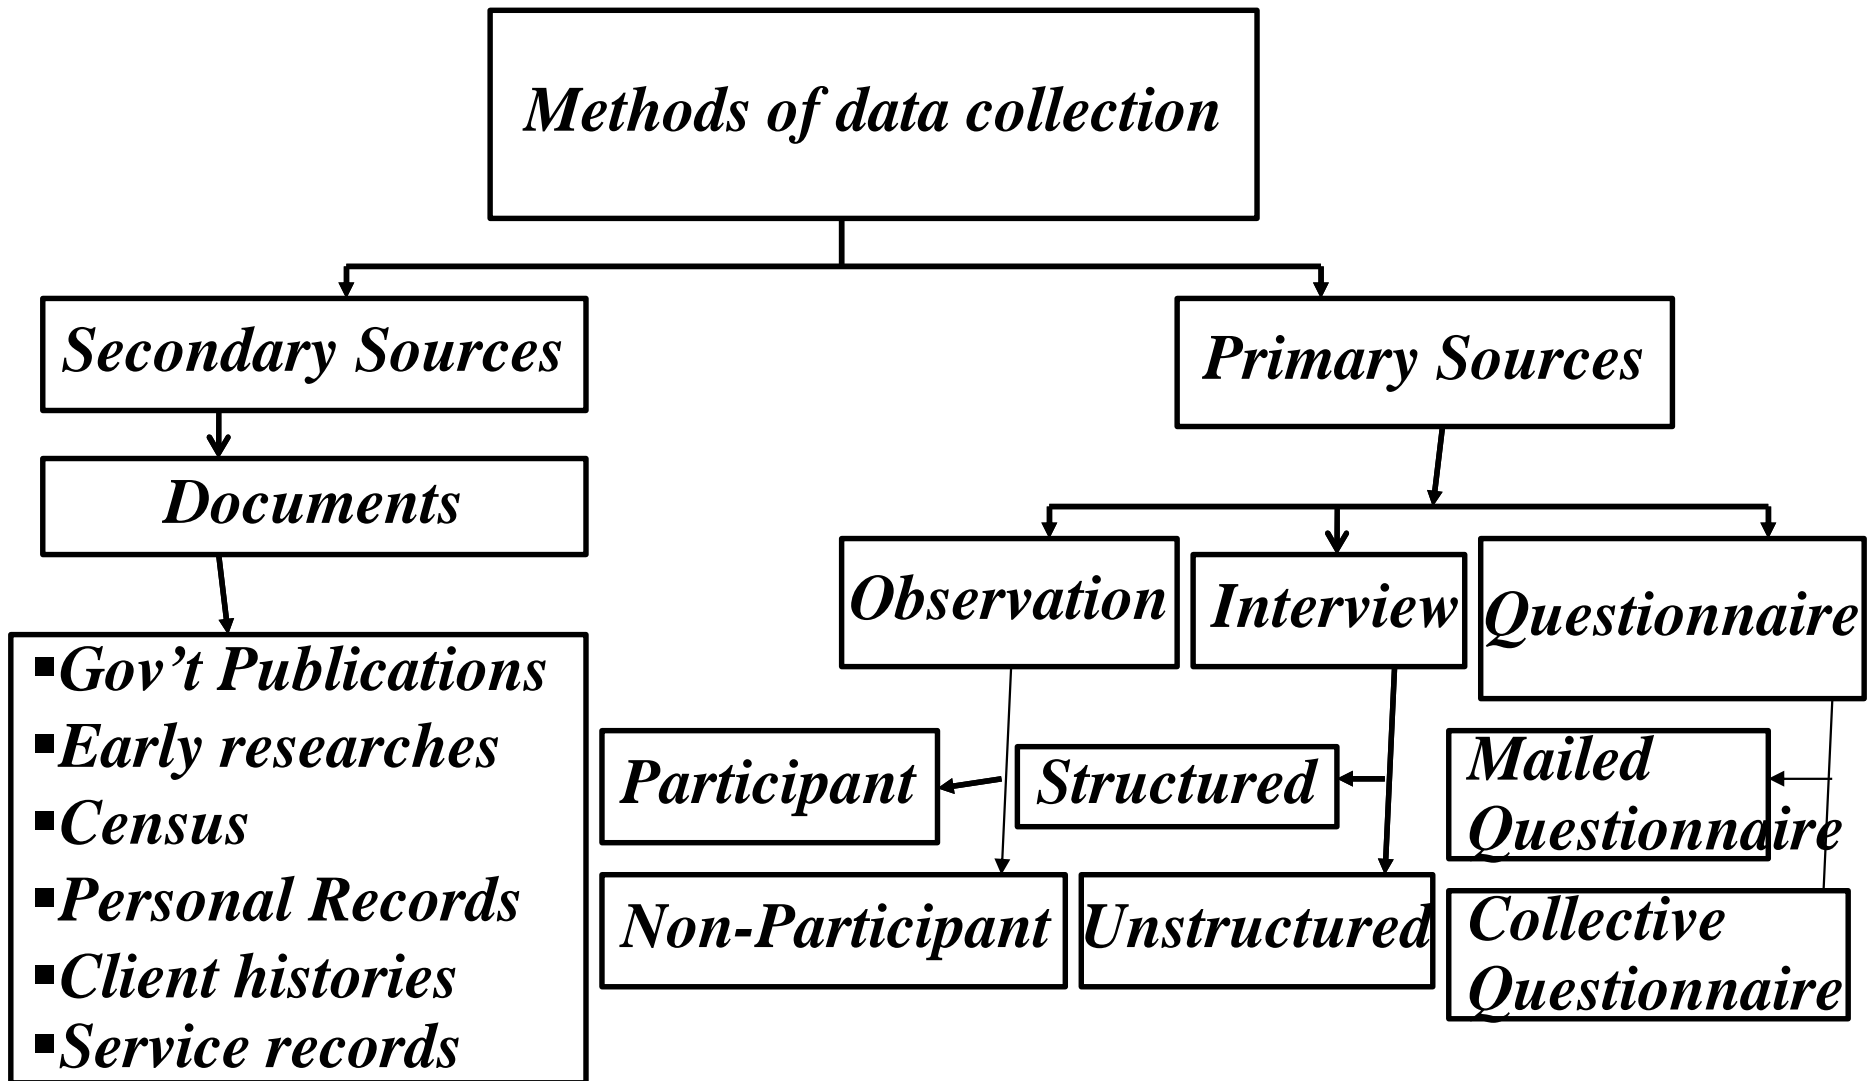 Methods of data collection
Secondary Sources
Primary Sources
Documents
Observation
Interview
Questionnaire
▪Gov’t Publications
▪Early researches
▪Census
▪Personal Records
▪Client histories
▪Service records
Participant
Structured
Mailed
Questionnaire
Non-Participant
Unstructured
Collective
Questionnaire